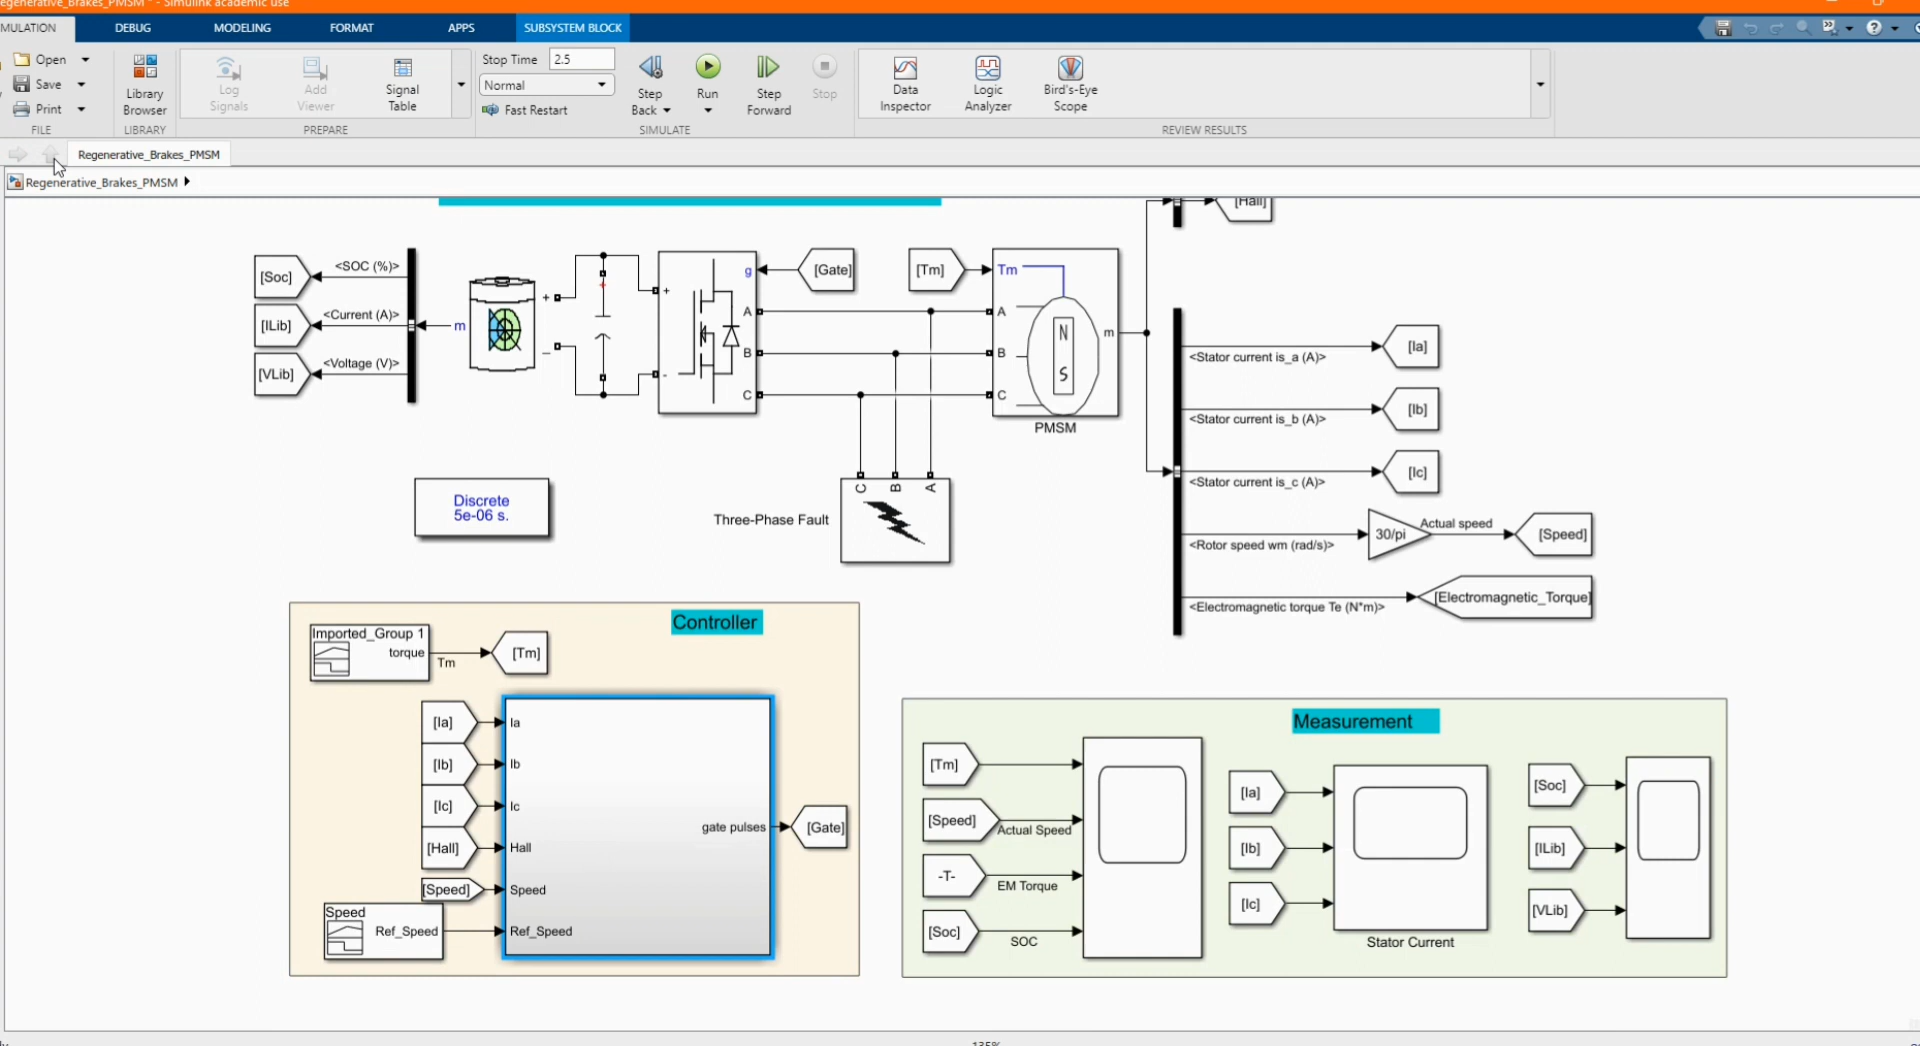 egenerative_Brakes_PMSM * - Simulink academic use
MULATION
DEBUG
MODELING
FORMAT
APPS
SUBSYSTEM BLOCK
Open
Save
Print
FILE
Library
Browser
LIBRARY
Log
Signals
Add
Viewer
Signal
Table
PREPARE
Stop Time 2.5
Normal
Fast Restart
Step
Back
Run
Step
Forward
Stop
SIMULATE
Data
Inspector
Logic
Analyzer
Bird's-Eye
Scope
REVIEW RESULTS
Regenerative_Brakes_PMSM
Regenerative_Brakes_PMSM
[Hall]
[Soc]
<SOC (%)>
[ILib]
<Current (A)>
[VLib]
<Voltage (V)>
m
+
–
+
-
g
A
B
C
[Gate]
[Tm]
Tm
A
B
C
N
S
m
PMSM
<Stator current is_a (A)>
[Ia]
<Stator current is_b (A)>
[Ib]
<Stator current is_c (A)>
[Ic]
<Rotor speed wm (rad/s)>
30/pi
Actual speed
[Speed]
<Electromagnetic torque Te (N*m)>
[Electromagnetic_Torque]
Discrete
5e-06 s.
Three-Phase Fault
C
B
A
Controller
Imported_Group 1
torque
Tm
[Tm]
[Ia]
Ia
[Ib]
Ib
[Ic]
Ic
[Hall]
Hall
[Speed]
Speed
Speed
Ref_Speed
Ref_Speed
gate pulses
[Gate]
Measurement
[Tm]
[Speed]
Actual Speed
-T-
EM Torque
[Soc]
SOC
[Ia]
[Ib]
[Ic]
Stator Current
[Soc]
[ILib]
[VLib]
135%